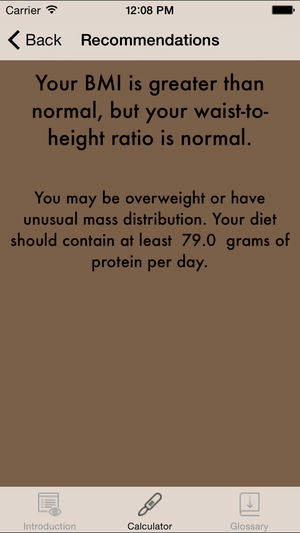 Carrier 12:08 PM
Back Recommendations
Your BMI is greater than
normal, but your waist-to-
height ratio is normal.
You may be overweight or have
unusual mass distribution. Your diet
should contain at least 79.0 grams of
protein per day.
Introduction Calculator Glossary